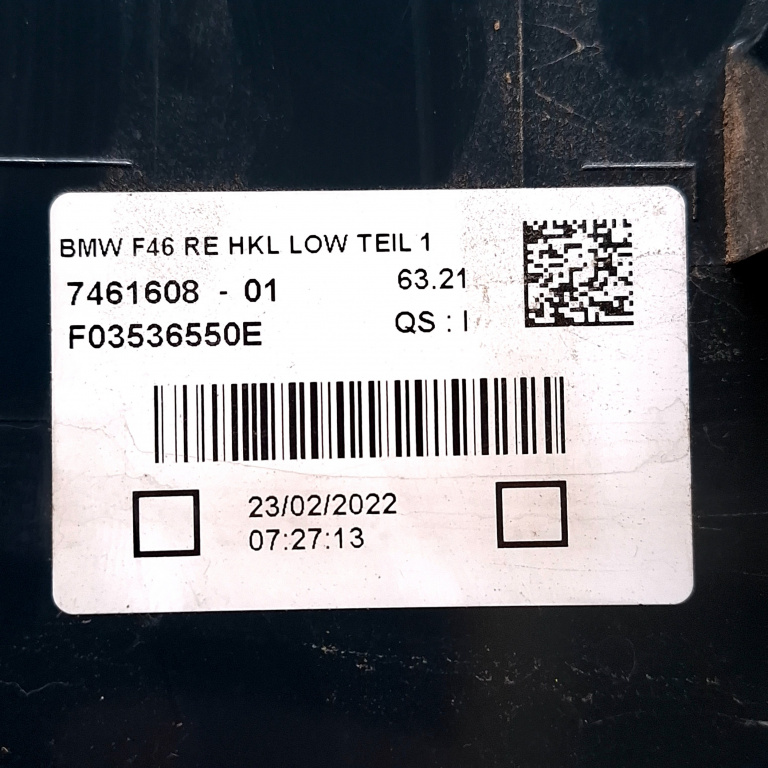 BMW F46 RE HKL LOW TEIL 1
7461608 - 01 63.21
F03536550E QS : I
23/02/2022
07:27:13